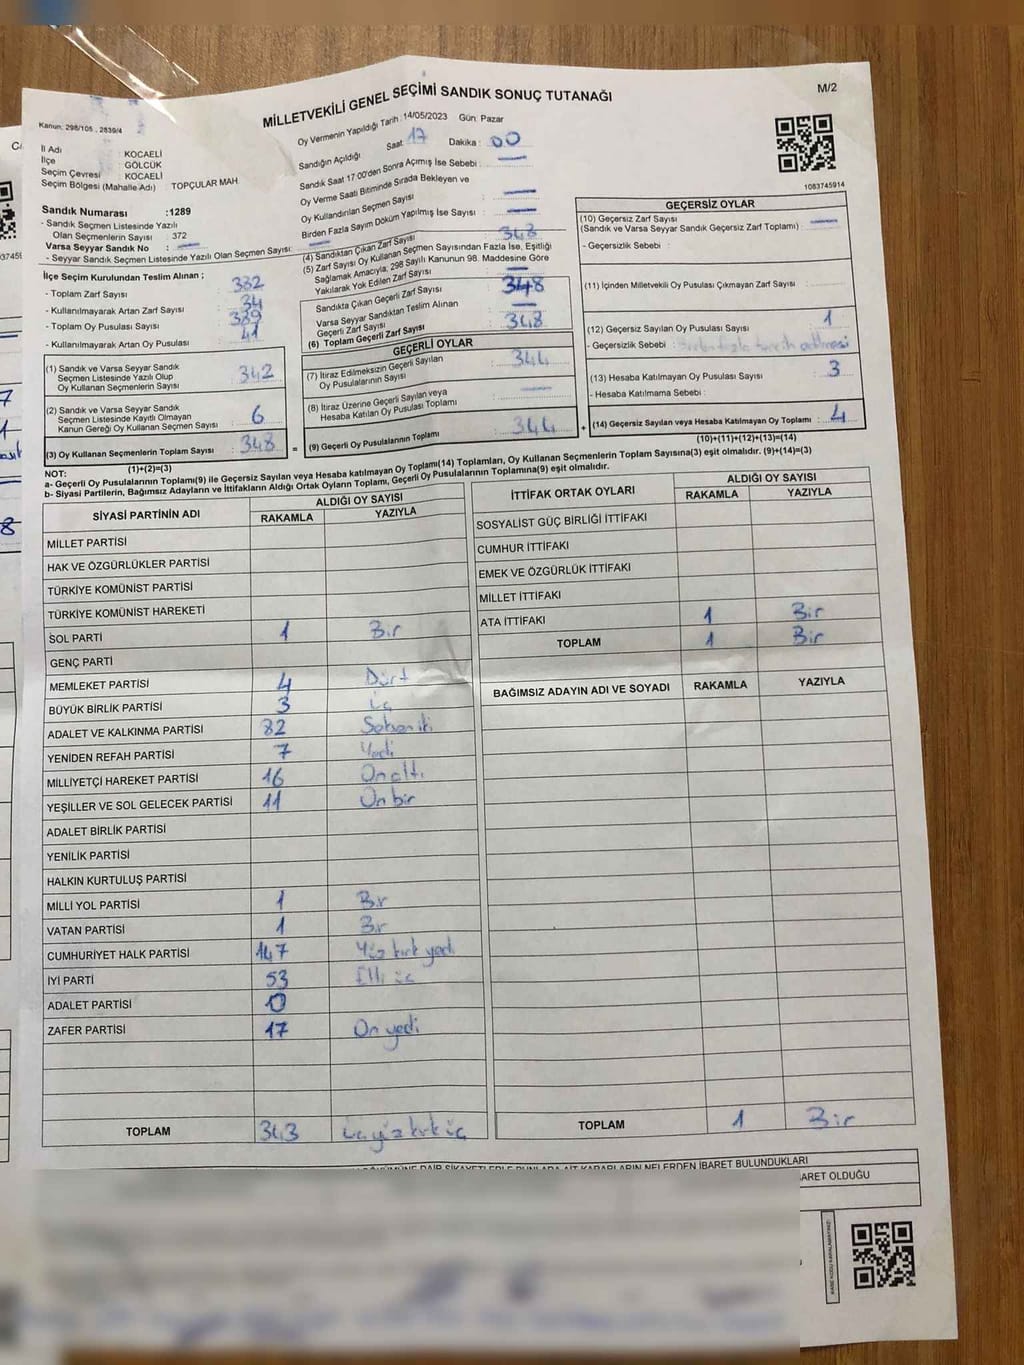 MİLLETVEKİLİ GENEL SEÇİMİ SANDIK SONUÇ TUTANAĞI
M/2
Kanun: 298/105 , 2839/4
Oy Vermenin Yapıldığı Tarih :14/05/2023 Gün: Pazar
Sandığın Açıldığı Saat 17 Dakika : 00
Sandık Saat 17:00'den Sonra Açmış İse Sebebi :
Oy Verme Saati Bitiminde Sırada Bekleyen ve
Oy Kullandırılan Seçmen Sayısı :
Birden Fazla Sayım Döküm Yapılmış İse Sayısı :
İl Adı : KOCAELİ
İlçe : GÖLCÜK
Seçim Çevresi : KOCAELİ
Seçim Bölgesi (Mahalle Adı) TOPÇULAR MAH.
1083745914
Sandık Numarası :1289
- Sandık Seçmen Listesinde Yazılı
Olan Seçmenlerin Sayısı : 372
Varsa Seyyar Sandık No :
- Seyyar Sandık Seçmen Listesinde Yazılı Olan Seçmen Sayısı:
İlçe Seçim Kurulundan Teslim Alınan ;
- Toplam Zarf Sayısı : 382
- Kullanılmayarak Artan Zarf Sayısı : 34
- Toplam Oy Pusulası Sayısı : 389
- Kullanılmayarak Artan Oy Pusulası : 41
(1) Sandık ve Varsa Seyyar Sandık
Seçmen Listesinde Yazılı Olup
Oy Kullanan Seçmenlerin Sayısı : 342
(2) Sandık ve Varsa Seyyar Sandık
Seçmen Listesinde Kayıtlı Olmayan
Kanun Gereği Oy Kullanan Seçmen Sayısı : 6
(3) Oy Kullanan Seçmenlerin Toplam Sayısı : 348
(1)+(2)=(3)
(4) Sandıktan Çıkan Zarf Sayısı : 348
(5) Zarf Sayısı Oy Kullanan Seçmen Sayısından Fazla İse, Eşitliği
Sağlamak Amacıyla, 298 Sayılı Kanunun 98. Maddesine Göre
Yakılarak Yok Edilen Zarf Sayısı :
Sandıkta Çıkan Geçerli Zarf Sayısı : 348
Varsa Seyyar Sandıktan Teslim Alınan
Geçerli Zarf Sayısı :
(6) Toplam Geçerli Zarf Sayısı : 348
GEÇERLİ OYLAR
(7) İtiraz Edilmeksizin Geçerli Sayılan
Oy Pusulalarının Sayısı : 344
(8) İtiraz Üzerine Geçerli Sayılan veya
Hesaba Katılan Oy Pusulası Toplamı :
(9) Geçerli Oy Pusulalarının Toplamı : 344
GEÇERSİZ OYLAR
(10) Geçersiz Zarf Sayısı
(Sandık ve Varsa Seyyar Sandık Geçersiz Zarf Toplamı) :
- Geçersizlik Sebebi :
(11) İçinden Milletvekili Oy Pusulası Çıkmayan Zarf Sayısı :
(12) Geçersiz Sayılan Oy Pusulası Sayısı : 1
- Geçersizlik Sebebi : fazla tercih edilmesi
(13) Hesaba Katılmayan Oy Pusulası Sayısı : 3
- Hesaba Katılmama Sebebi :
(14) Geçersiz Sayılan veya Hesaba Katılmayan Oy Toplamı : 4
(10)+(11)+(12)+(13)=(14)
NOT:
a- Geçerli Oy Pusulalarının Toplamı(9) ile Geçersiz Sayılan veya Hesaba katılmayan Oy Toplamı(14) Toplamları, Oy Kullanan Seçmenlerin Toplam Sayısına(3) eşit olmalıdır. (9)+(14)=(3)
b- Siyasi Partilerin, Bağımsız Adayların ve İttifakların Aldığı Ortak Oyların Toplamı, Geçerli Oy Pusulalarının Toplamına(9) eşit olmalıdır.
SİYASİ PARTİNİN ADI ALDIĞI OY SAYISI
RAKAMLA YAZIYLA
MİLLET PARTİSİ
HAK VE ÖZGÜRLÜKLER PARTİSİ
TÜRKİYE KOMÜNİST PARTİSİ
TÜRKİYE KOMÜNİST HAREKETİ
SOL PARTİ 1 Bir
GENÇ PARTİ
MEMLEKET PARTİSİ 4 Dört
BÜYÜK BİRLİK PARTİSİ 3 üç
ADALET VE KALKINMA PARTİSİ 82 Seksen iki
YENİDEN REFAH PARTİSİ 7 Yedi
MİLLİYETÇİ HAREKET PARTİSİ 16 On altı
YEŞİLLER VE SOL GELECEK PARTİSİ 11 On bir
ADALET BİRLİK PARTİSİ
YENİLİK PARTİSİ
HALKIN KURTULUŞ PARTİSİ
MİLLİ YOL PARTİSİ 1 Bir
VATAN PARTİSİ 1 Bir
CUMHURİYET HALK PARTİSİ 147 Yüz kırk yedi
İYİ PARTİ 53 Elli üç
ADALET PARTİSİ 0
ZAFER PARTİSİ 17 On yedi
TOPLAM 343 üç yüz kırk üç
İTTİFAK ORTAK OYLARI ALDIĞI OY SAYISI
RAKAMLA YAZIYLA
SOSYALİST GÜÇ BİRLİĞİ İTTİFAKI
CUMHUR İTTİFAKI
EMEK VE ÖZGÜRLÜK İTTİFAKI
MİLLET İTTİFAKI
ATA İTTİFAKI 1 Bir
TOPLAM 1 Bir
BAĞIMSIZ ADAYIN ADI VE SOYADI RAKAMLA YAZIYLA
TOPLAM 1 Bir
KARARLARIN NELERDEN İBARET BULUNDUKLARI
İBARET OLDUĞU